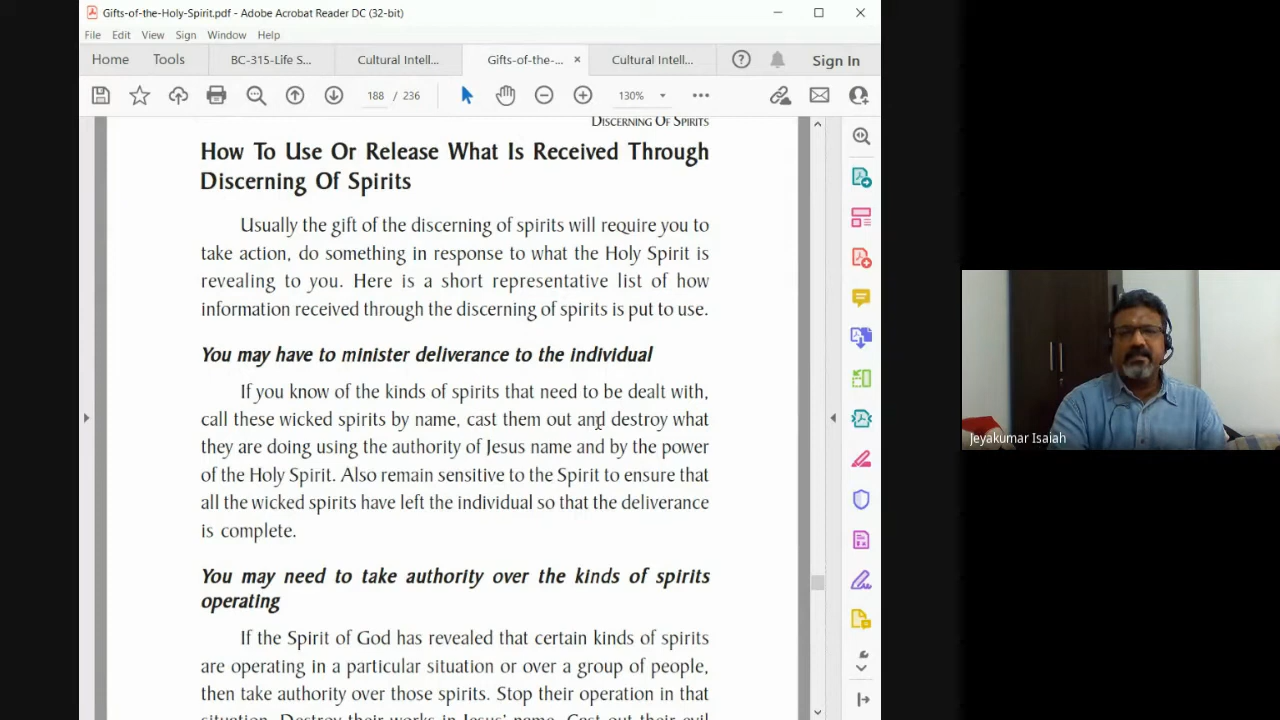 Gifts-of-the-Holy-Spirit.pdf - Adobe Acrobat Reader DC (32-bit)
File Edit View Sign Window Help
Home Tools BC-315-Life S... Cultural Intell... Gifts-of-the-... Cultural Intell... Sign In
188 / 236 130%
DISCERNING OF SPIRITS
How To Use Or Release What Is Received Through
Discerning Of Spirits
Usually the gift of the discerning of spirits will require you to
take action, do something in response to what the Holy Spirit is
revealing to you. Here is a short representative list of how
information received through the discerning of spirits is put to use.
You may have to minister deliverance to the individual
If you know of the kinds of spirits that need to be dealt with,
call these wicked spirits by name, cast them out and destroy what
they are doing using the authority of Jesus name and by the power
of the Holy Spirit. Also remain sensitive to the Spirit to ensure that
all the wicked spirits have left the individual so that the deliverance
is complete.
You may need to take authority over the kinds of spirits
operating
If the Spirit of God has revealed that certain kinds of spirits
are operating in a particular situation or over a group of people,
then take authority over those spirits. Stop their operation in that
situation. Destroy their works in Jesus' name. Cast out their evil
Jeyakumar Isaiah